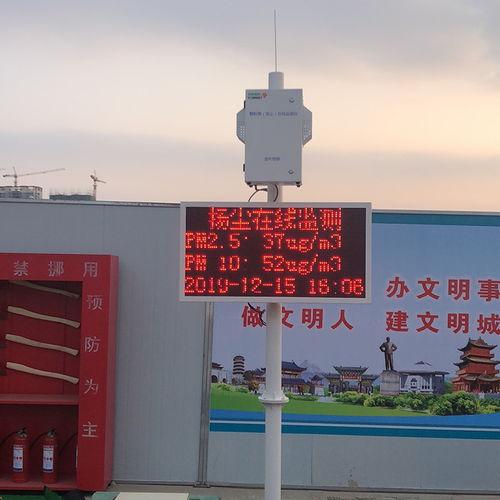 扬尘在线监测
PM2.5: 37ug/m3
PM 10: 52ug/m3
2019-12-15 16:06
禁挪用
预防为主
办文明事
做文明人
建文明城